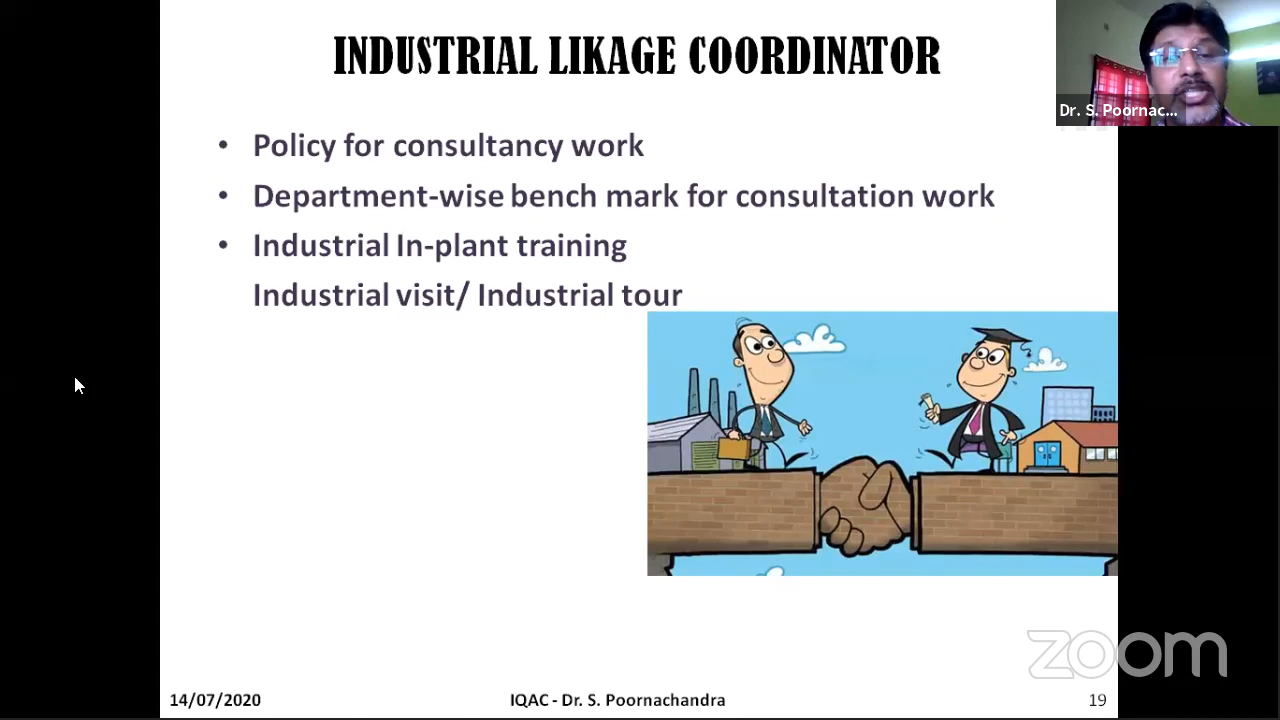 INDUSTRIAL LIKAGE COORDINATOR
Dr. S. Poornac...
• Policy for consultancy work
• Department-wise bench mark for consultation work
• Industrial In-plant training
Industrial visit/ Industrial tour
zoom
14/07/2020
IQAC - Dr. S. Poornachandra
19